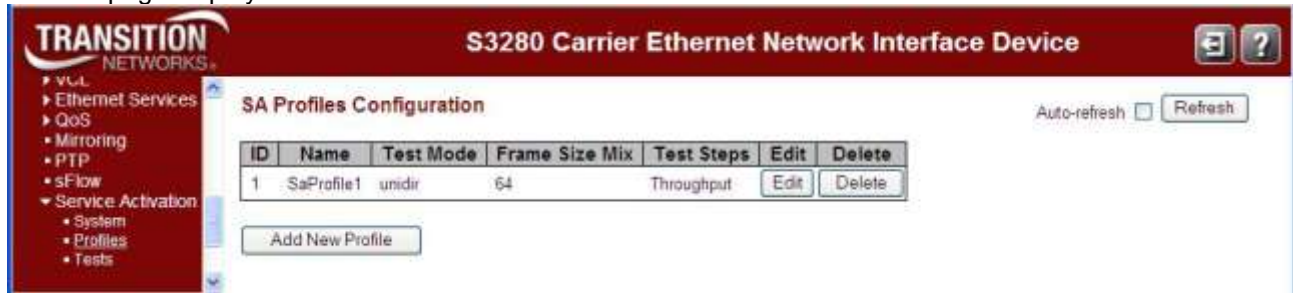 TRANSITION
NETWORKS.
S3280 Carrier Ethernet Network Interface Device
?
Ethernet Services
QoS
Mirroring
PTP
sFlow
Service Activation
System
Profiles
Tests
SA Profiles Configuration
Auto-refresh
Refresh
ID Name Test Mode Frame Size Mix Test Steps Edit Delete
1 SaProfile1 unidir 64 Throughput Edit Delete
Add New Profile